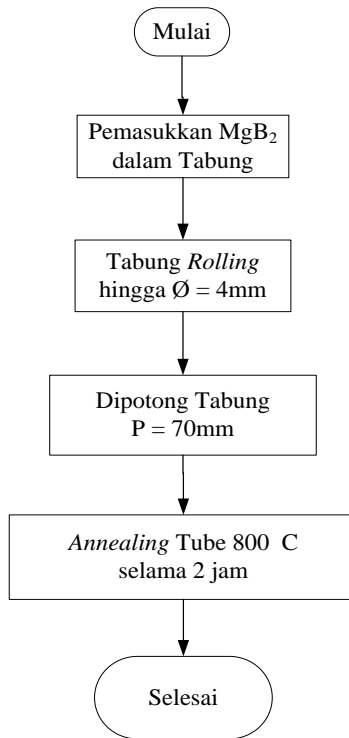 Mulai
Pemasukkan MgB₂
dalam Tabung
Tabung Rolling
hingga Ø = 4mm
Dipotong Tabung
P = 70mm
Annealing Tube 800 C
selama 2 jam
Selesai